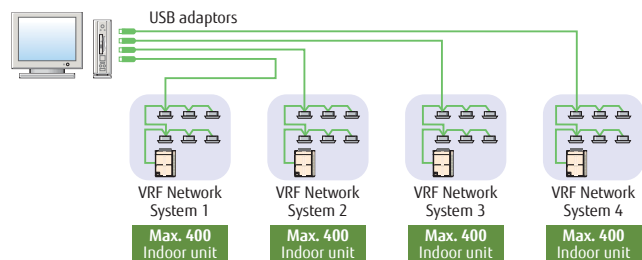 USB adaptors
VRF Network
System 1
Max. 400
Indoor unit
VRF Network
System 2
Max. 400
Indoor unit
VRF Network
System 3
Max. 400
Indoor unit
VRF Network
System 4
Max. 400
Indoor unit